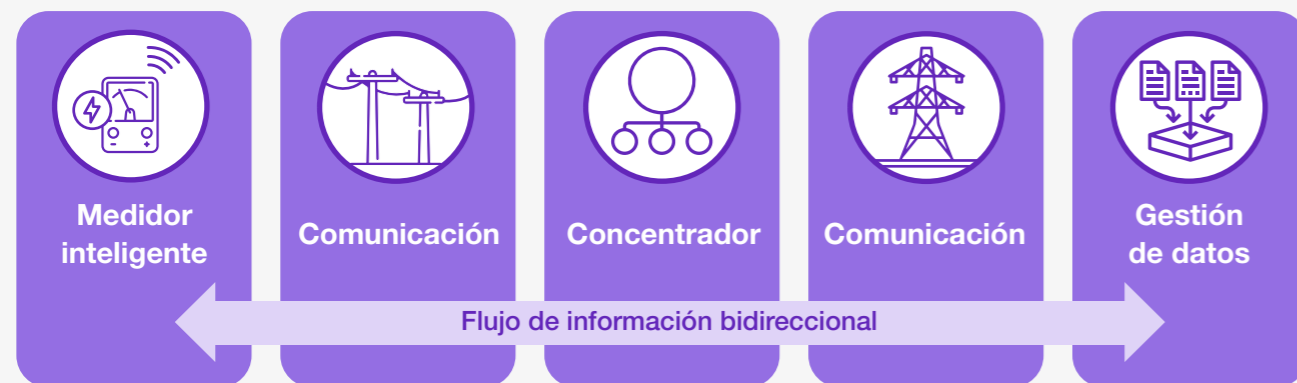 Medidor
inteligente
Comunicación
Concentrador
Comunicación
Gestión
de datos
Flujo de información bidireccional